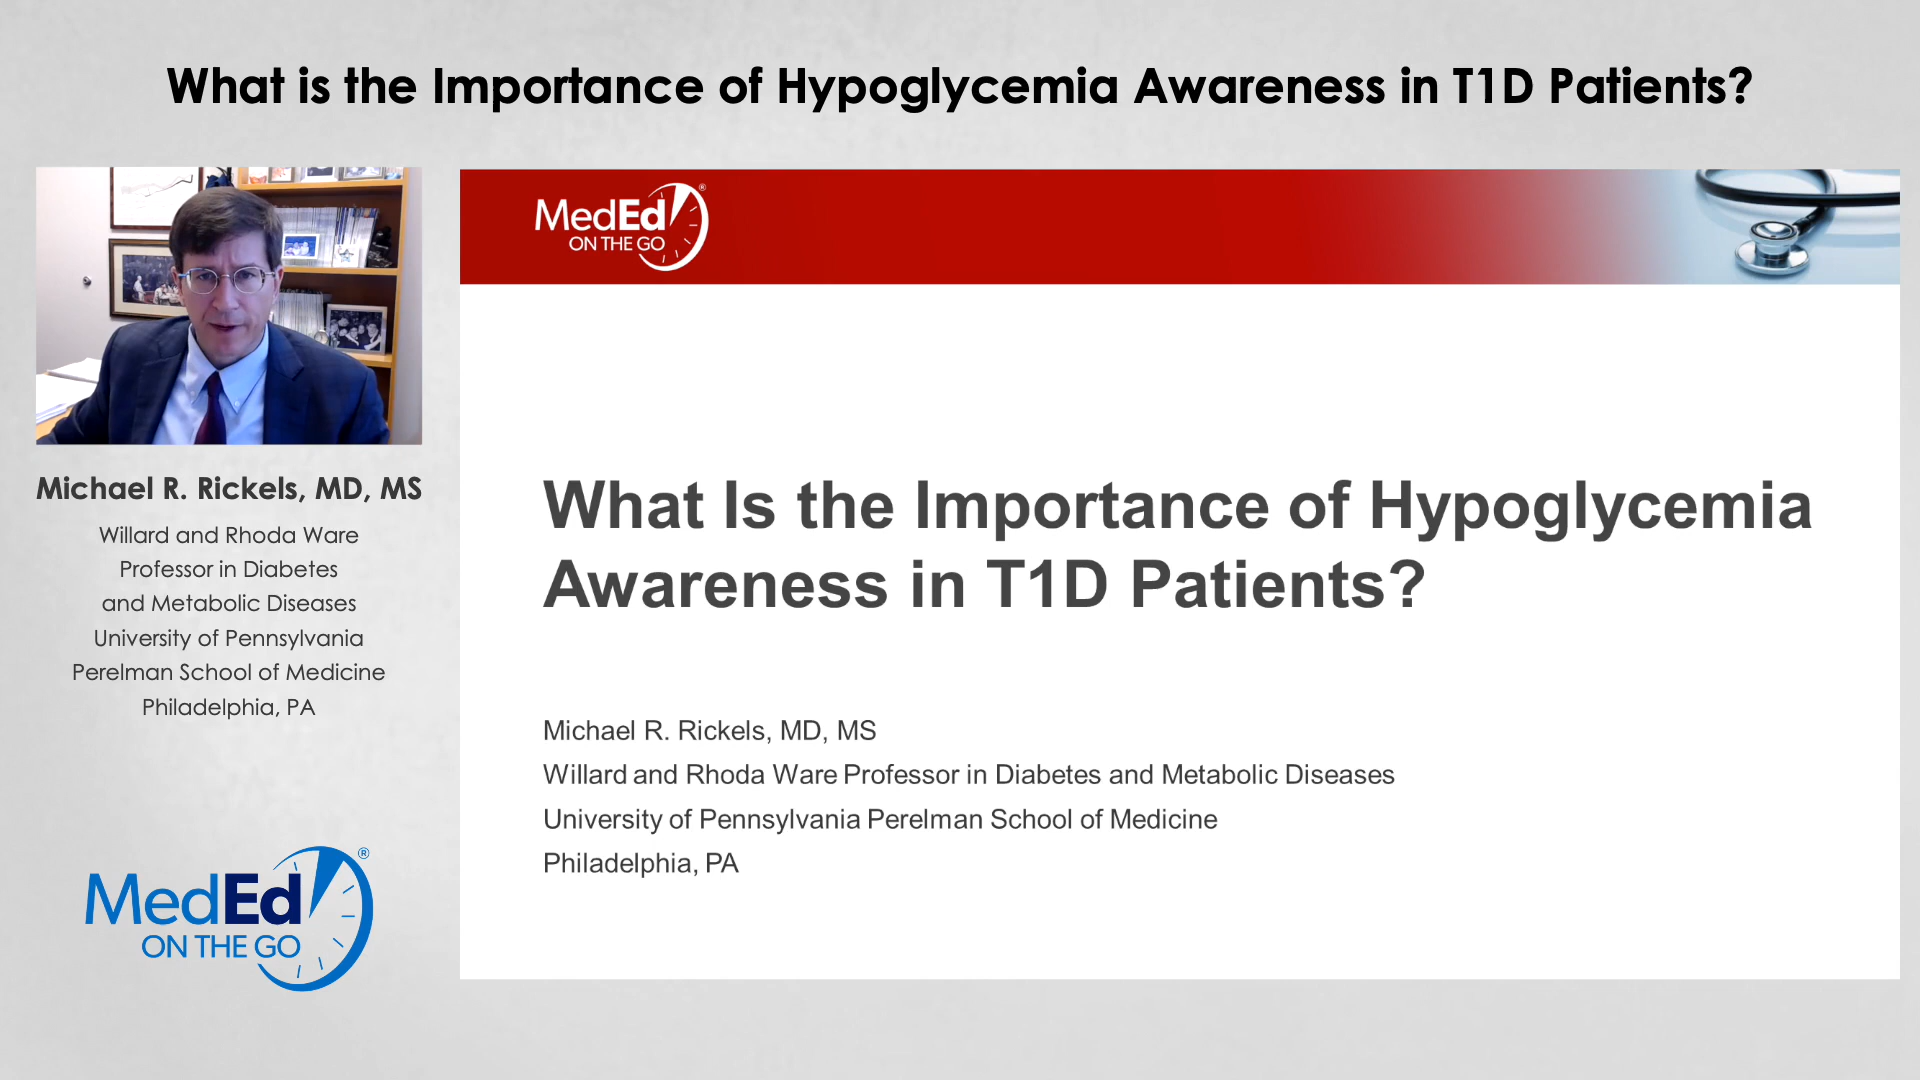 What is the Importance of Hypoglycemia Awareness in T1D Patients?
Michael R. Rickels, MD, MS
Willard and Rhoda Ware
Professor in Diabetes
and Metabolic Diseases
University of Pennsylvania
Perelman School of Medicine
Philadelphia, PA
MedEd®
ON THE GO
MedEd®
ON THE GO
What Is the Importance of Hypoglycemia
Awareness in T1D Patients?
Michael R. Rickels, MD, MS
Willard and Rhoda Ware Professor in Diabetes and Metabolic Diseases
University of Pennsylvania Perelman School of Medicine
Philadelphia, PA